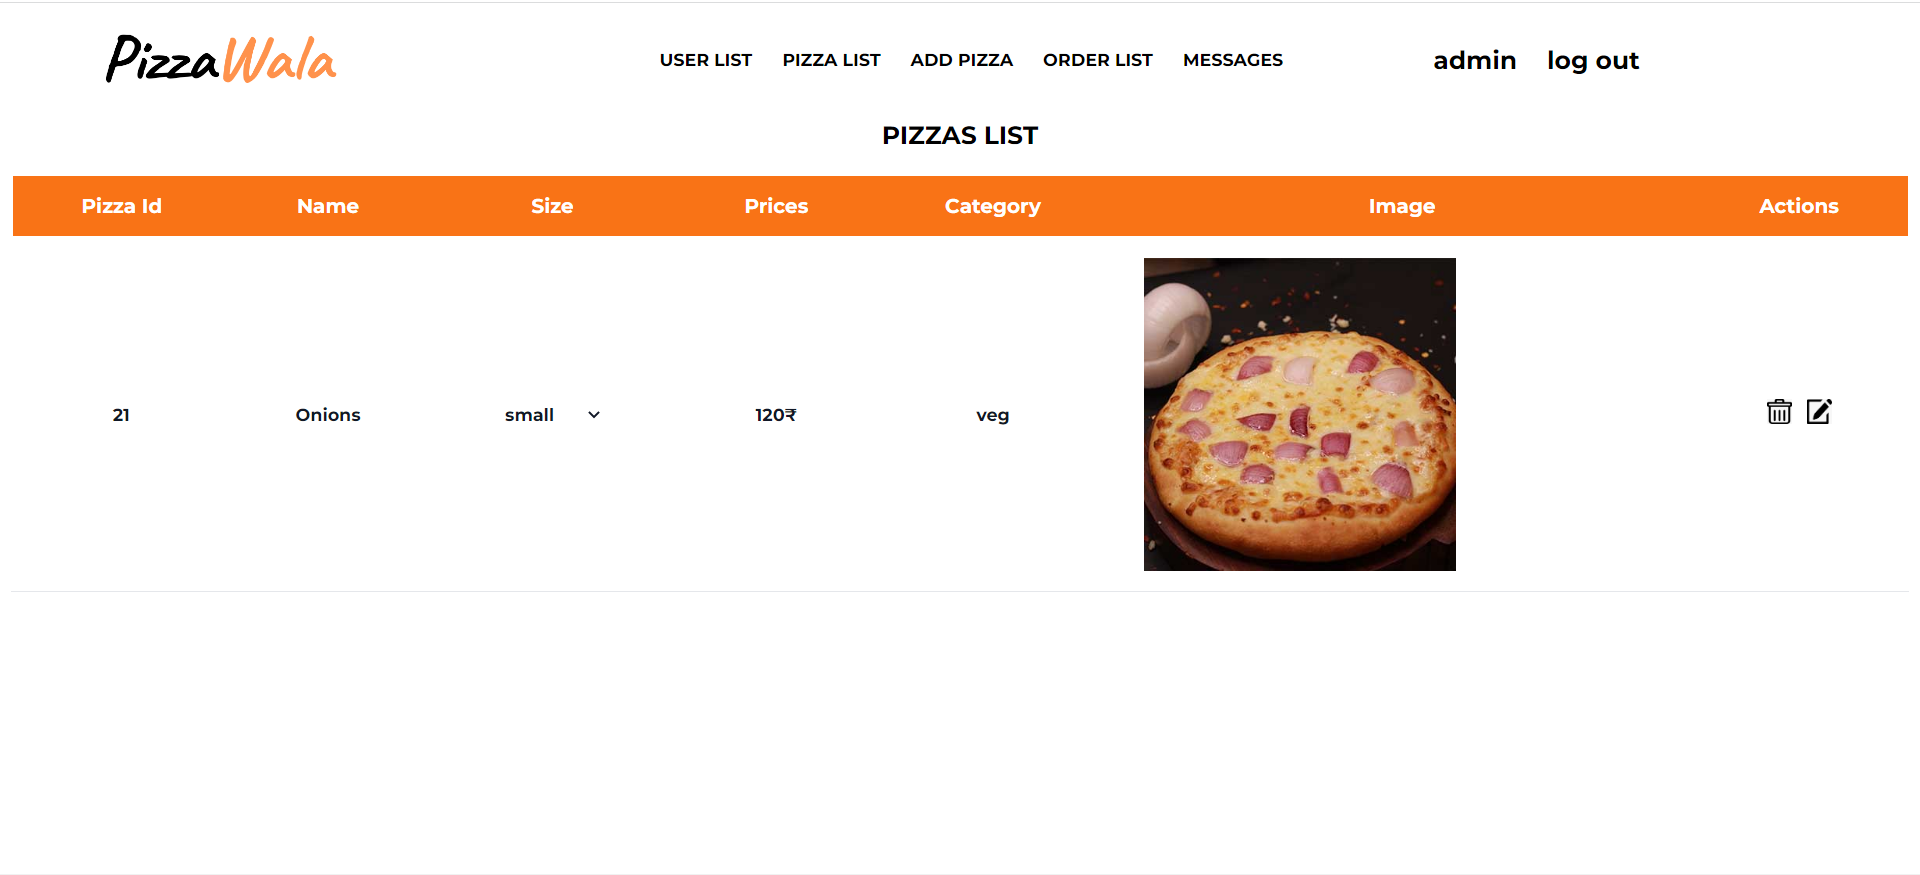 PizzaWala
USER LIST PIZZA LIST ADD PIZZA ORDER LIST MESSAGES
admin log out
PIZZAS LIST
Pizza Id Name Size Prices Category Image Actions
21 Onions small 120₹ veg